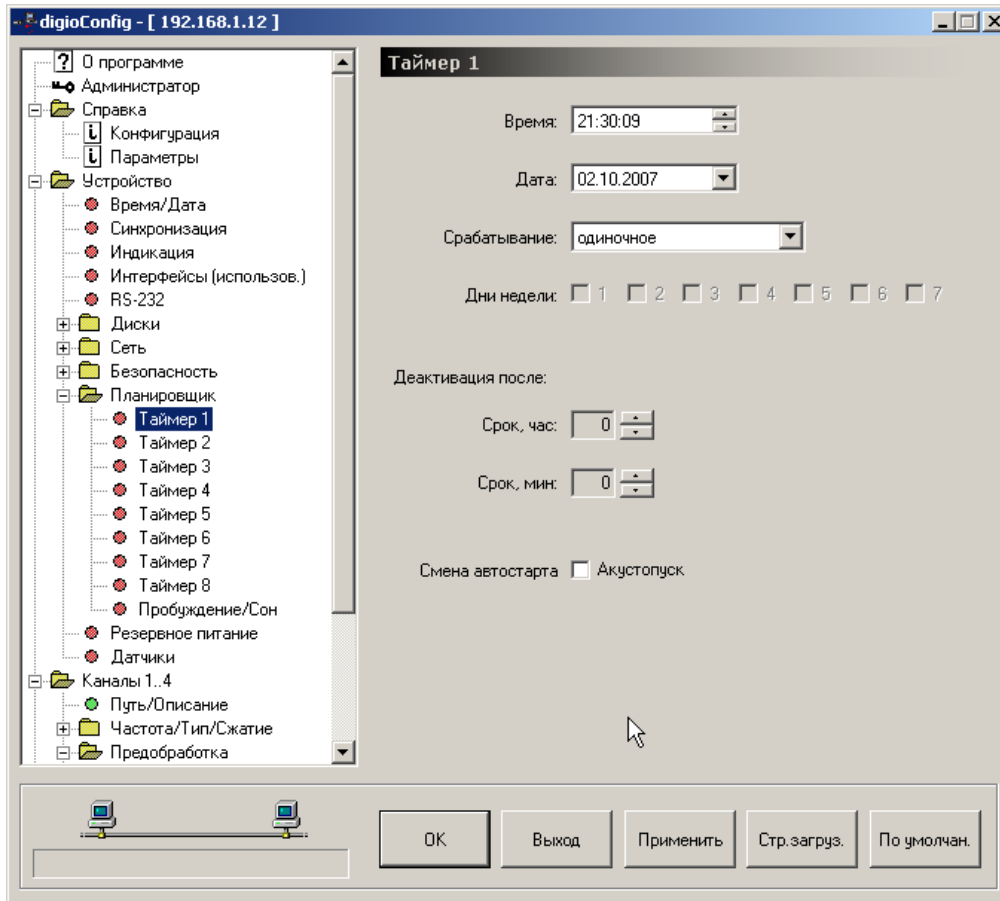 digioConfig - [ 192.168.1.12 ]
О программе
Администратор
Справка
Конфигурация
Параметры
Устройство
Время/Дата
Синхронизация
Индикация
Интерфейсы (использов.)
RS-232
Диски
Сеть
Безопасность
Планировщик
Таймер 1
Таймер 2
Таймер 3
Таймер 4
Таймер 5
Таймер 6
Таймер 7
Таймер 8
Пробуждение/Сон
Резервное питание
Датчики
Каналы 1..4
Путь/Описание
Частота/Тип/Сжатие
Предобработка
Таймер 1
Время: 21:30:09
Дата: 02.10.2007
Срабатывание: одиночное
Дни недели: 1 2 3 4 5 6 7
Деактивация после:
Срок, час: 0
Срок, мин: 0
Смена автостарта Акустопуск
ОК Выход Применить Стр.загруз. По умолчан.